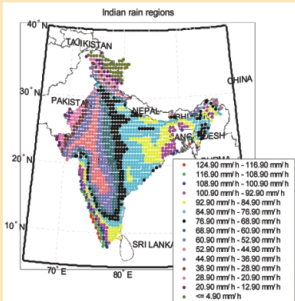 Indian rain regions
40° N
TAJIKISTAN
CHINA
30° N
PAKISTAN
NEPAL
20° N
10° N
SRI LANKA
70° E
80° E
124.90 mm/h - 116.90 mm/h
116.90 mm/h - 108.90 mm/h
108.90 mm/h - 100.90 mm/h
100.90 mm/h - 92.90 mm/h
92.90 mm/h - 84.90 mm/h
84.90 mm/h - 76.90 mm/h
76.90 mm/h - 68.90 mm/h
68.90 mm/h - 60.90 mm/h
60.90 mm/h - 52.90 mm/h
52.90 mm/h - 44.90 mm/h
44.90 mm/h - 36.90 mm/h
36.90 mm/h - 28.90 mm/h
28.90 mm/h - 20.90 mm/h
20.90 mm/h - 12.90 mm/h
<= 4.90 mm/h